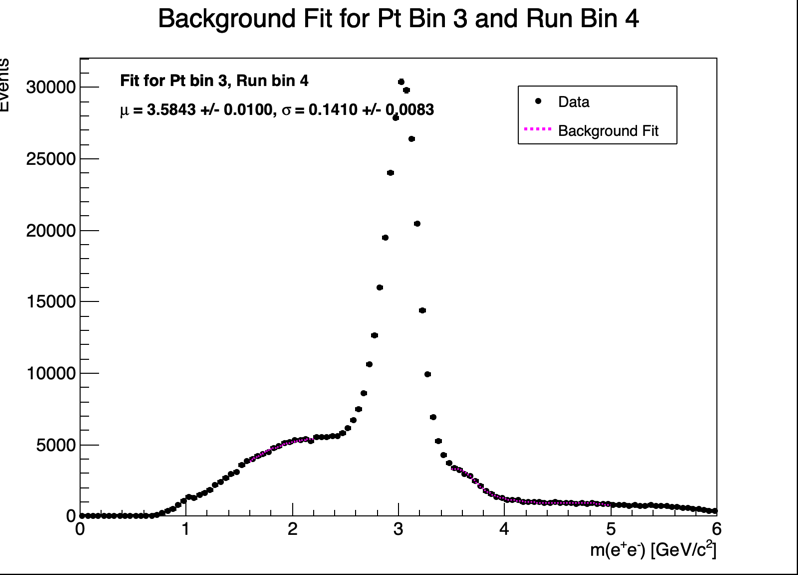 Background Fit for Pt Bin 3 and Run Bin 4
Events
Fit for Pt bin 3, Run bin 4
μ = 3.5843 +/- 0.0100, σ = 0.1410 +/- 0.0083
Data
Background Fit
30000
25000
20000
15000
10000
5000
0
0 1 2 3 4 5 6
m(e⁺e⁻) [GeV/c²]